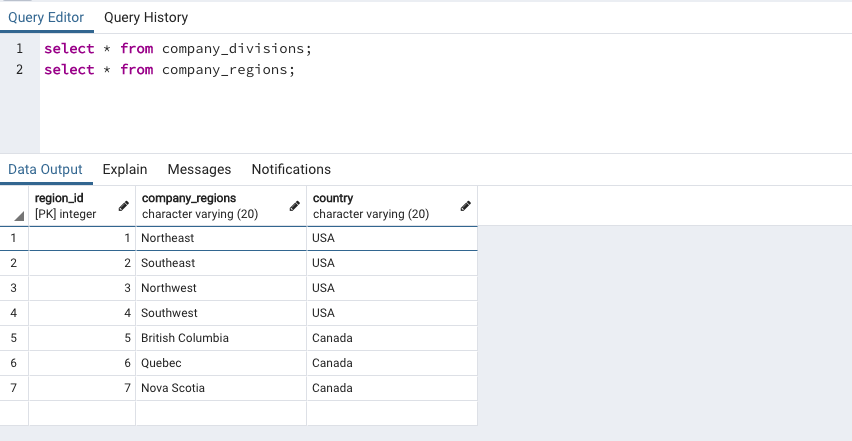 Query Editor Query History
1 select * from company_divisions;
2 select * from company_regions;
Data Output Explain Messages Notifications
region_id company_regions country
[PK] integer character varying (20) character varying (20)
1 1 Northeast USA
2 2 Southeast USA
3 3 Northwest USA
4 4 Southwest USA
5 5 British Columbia Canada
6 6 Quebec Canada
7 7 Nova Scotia Canada